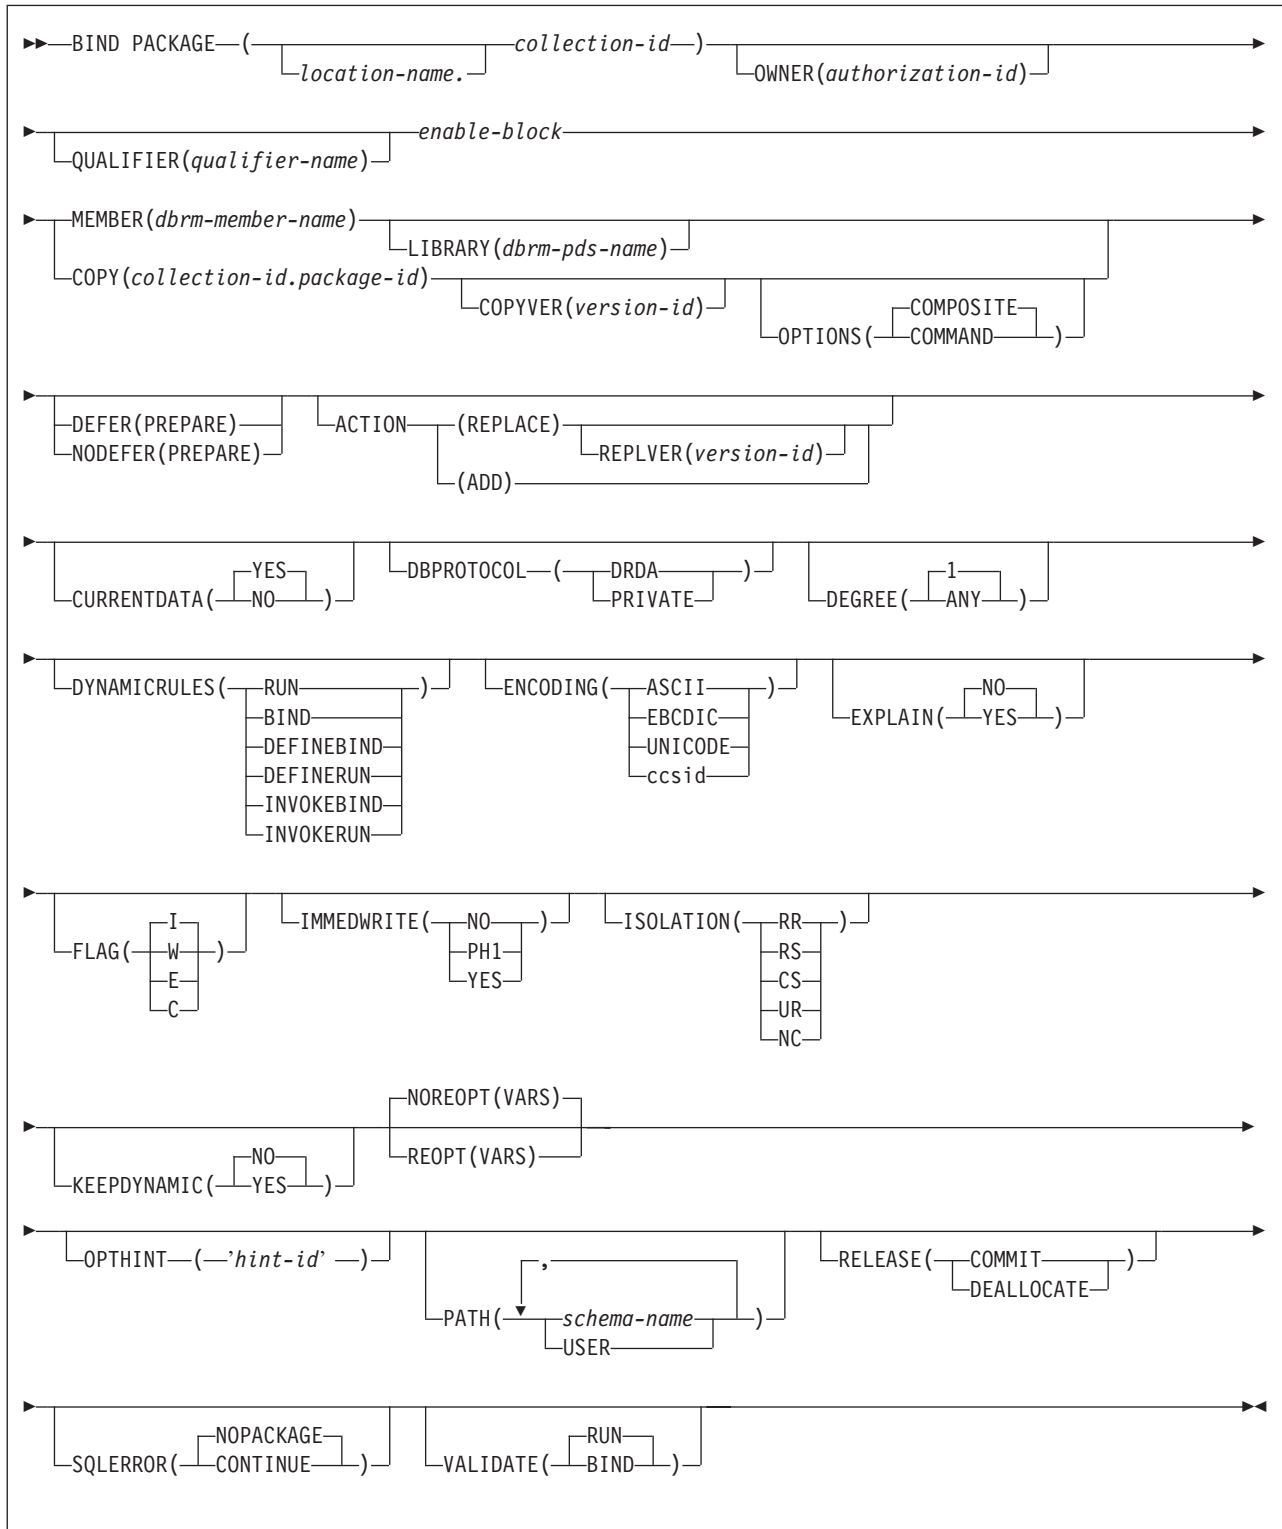 BIND PACKAGE ( collection-id )
location-name. OWNER(authorization-id)
enable-block
QUALIFIER(qualifier-name)
MEMBER(dbrm-member-name)
LIBRARY(dbrm-pds-name)
COPY(collection-id.package-id)
COPYVER(version-id) COMPOSITE
OPTIONS( COMMAND )
DEFER(PREPARE) ACTION (REPLACE)
NODEFER(PREPARE) REPLVER(version-id)
(ADD)
YES DBPROTOCOL ( DRDA ) 1
CURRENTDATA( NO ) PRIVATE DEGREE( ANY )
DYNAMICRULES( RUN ) ENCODING( ASCII ) NO
BIND EBCDIC EXPLAIN( YES )
DEFINEBIND UNICODE
DEFINERUN ccsid
INVOKEBIND
INVOKERUN
I IMMEDWRITE( NO ) ISOLATION( RR )
FLAG( W ) PH1 RS
E YES CS
C UR
NC
NOREOPT(VARS)
NO
KEEPDYNAMIC( YES ) REOPT(VARS)
OPTHINT ( 'hint-id' ) , RELEASE( COMMIT )
DEALLOCATE
PATH( schema-name )
USER
NOPACKAGE RUN
SQLERROR( CONTINUE ) VALIDATE( BIND )